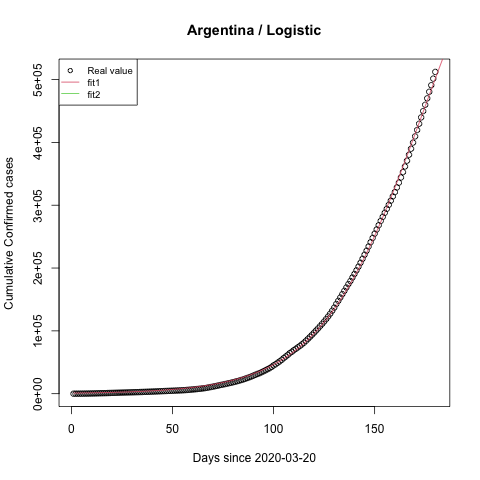 Argentina / Logistic
Real value
fit1
fit2
Cumulative Confirmed cases
5e+05
4e+05
3e+05
2e+05
1e+05
0e+00
0 50 100 150
Days since 2020-03-20